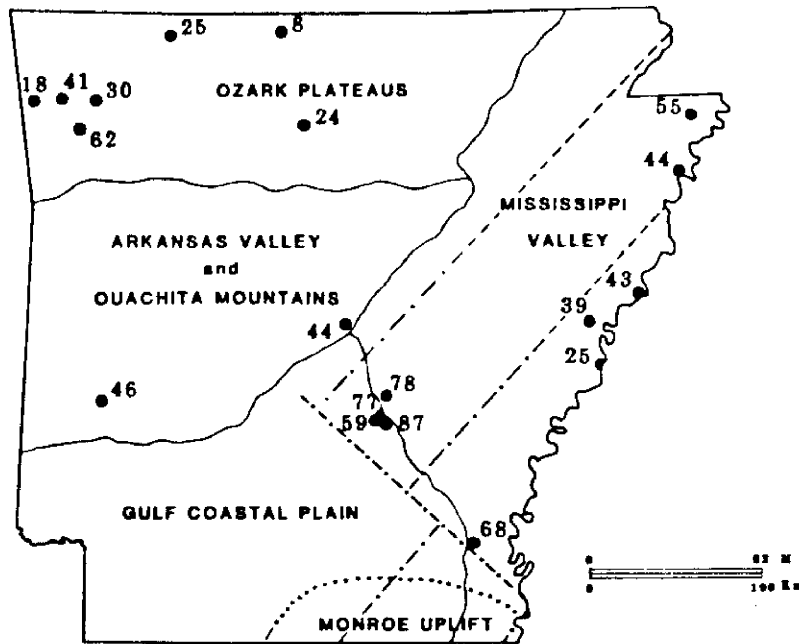 25
8
18
41
30
OZARK PLATEAUS
24
62
55
44
MISSISSIPPI
VALLEY
ARKANSAS VALLEY
and
OUACHITA MOUNTAINS
43
39
44
25
46
78
77
59
87
GULF COASTAL PLAIN
68
0
0
100
MONROE UPLIFT